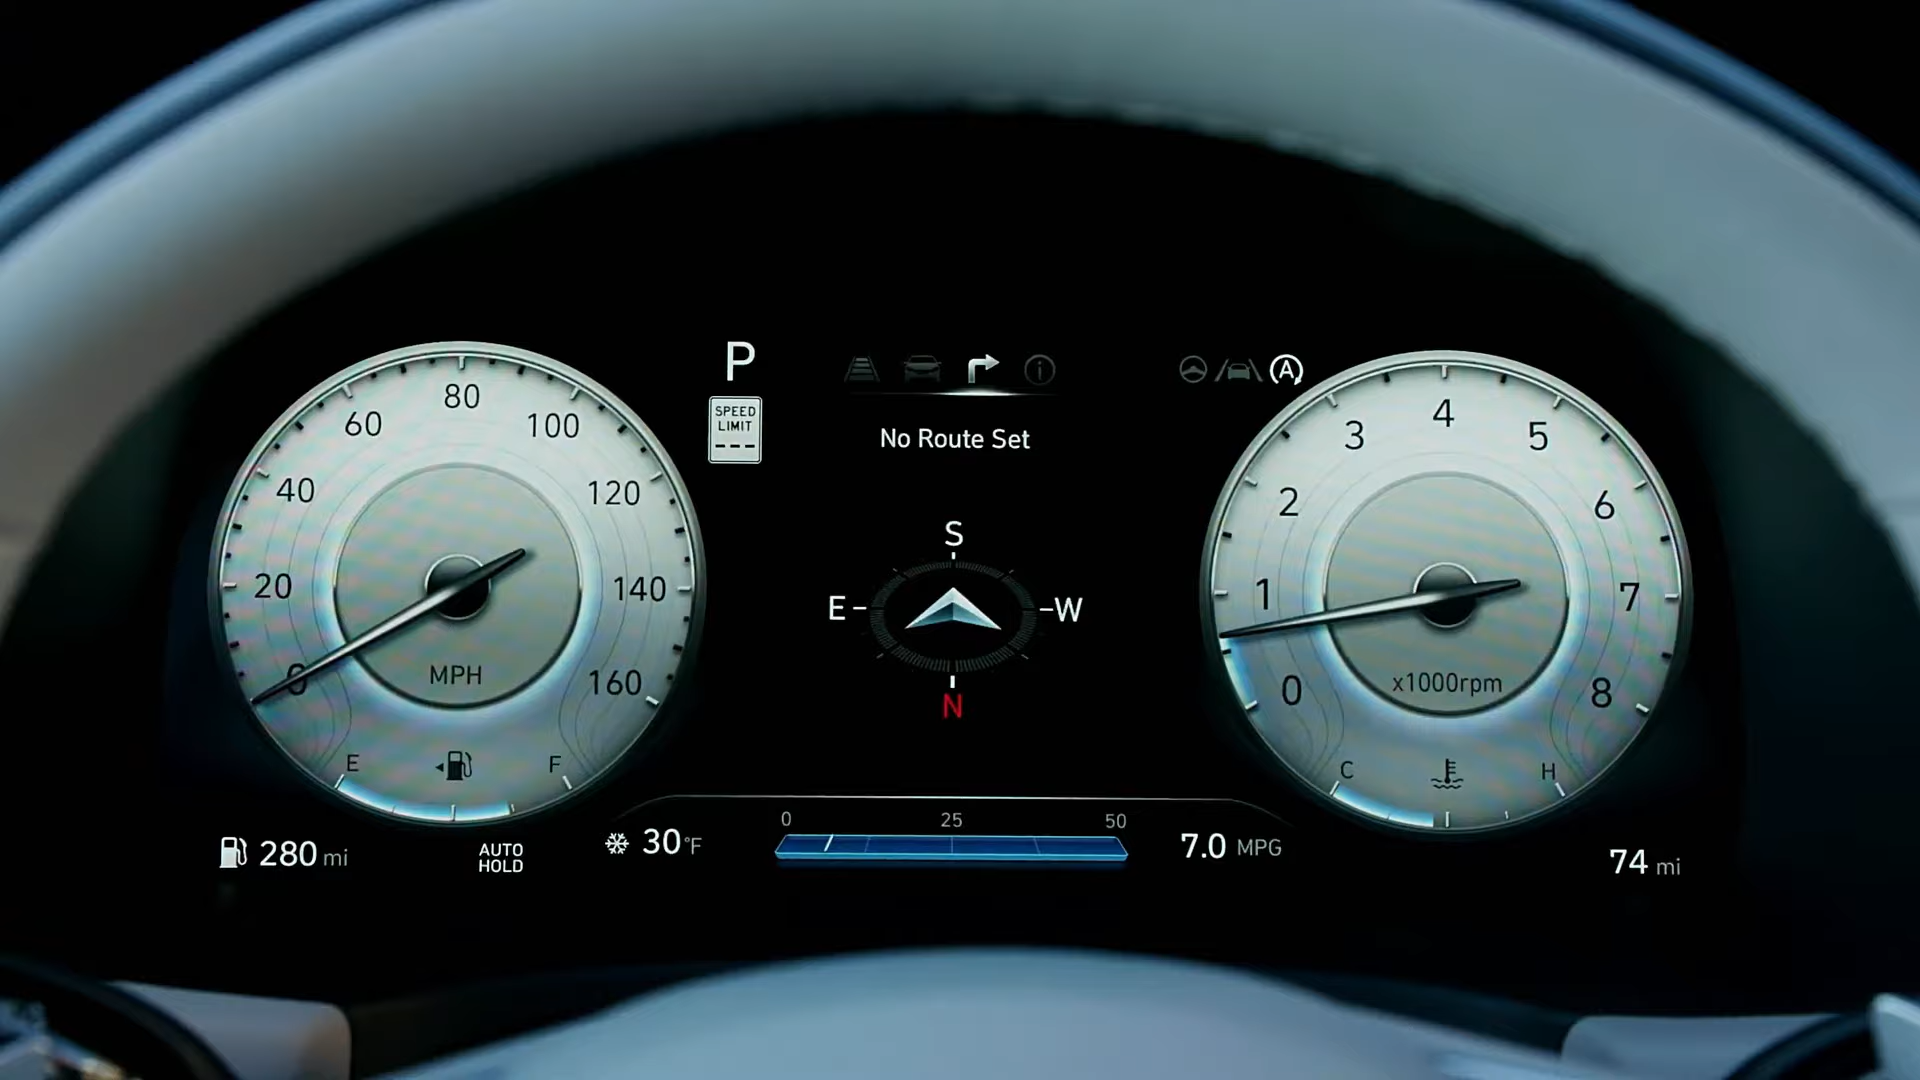 P
SPEED
LIMIT
---
No Route Set
A
0
20
40
60
80
100
120
140
160
MPH
E
F
S
E
W
N
0
1
2
3
4
5
6
7
8
x1000rpm
C
H
280 mi
AUTO
HOLD
30°F
0 25 50
7.0 MPG
74 mi